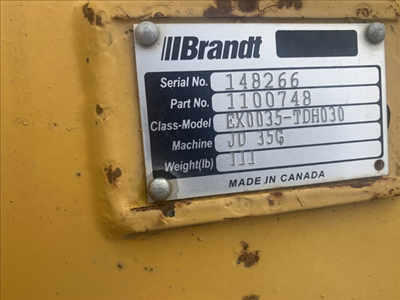 Brandt
Serial No. 148266
Part No. 1100748
Class-Model EX0035-TDH030
Machine JD 35G
Weight(lb) 111
MADE IN CANADA